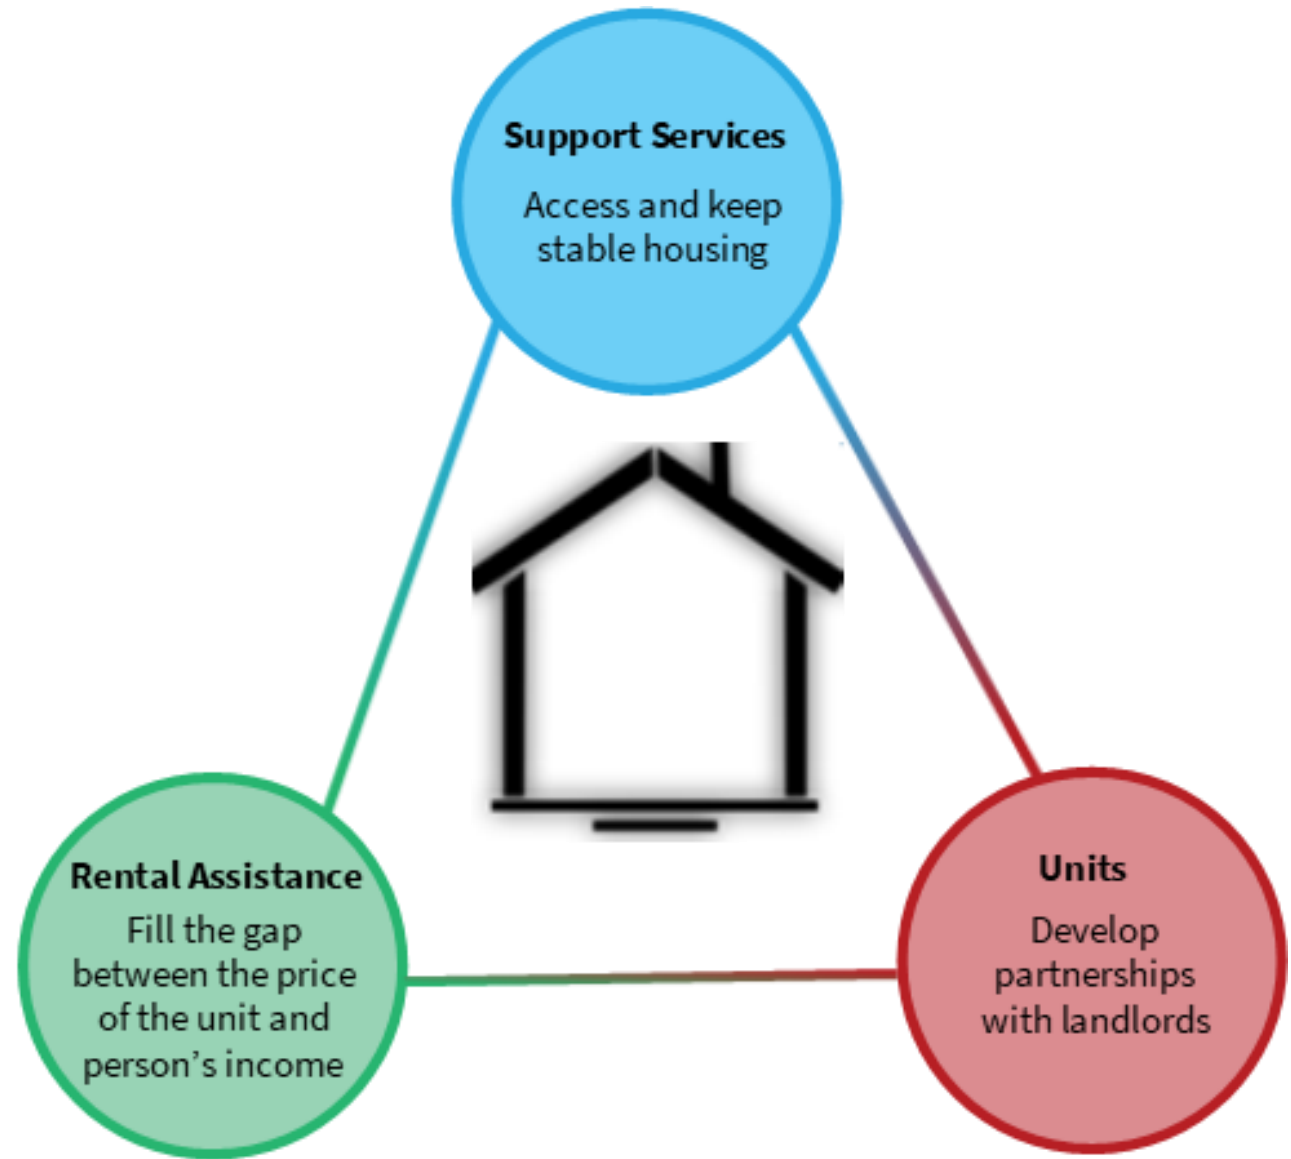 Support Services
Access and keep
stable housing
Rental Assistance
Fill the gap
between the price
of the unit and
person’s income
Units
Develop
partnerships
with landlords